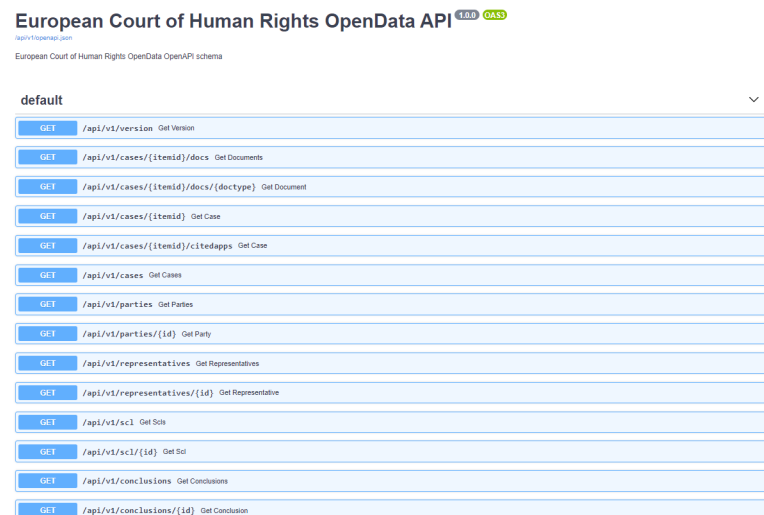 European Court of Human Rights OpenData API 1.0.0 OAS3
/api/v1/openapi.json
European Court of Human Rights OpenData OpenAPI schema
default
GET /api/v1/version Get Version
GET /api/v1/cases/{itemid}/docs Get Documents
GET /api/v1/cases/{itemid}/docs/{doctype} Get Document
GET /api/v1/cases/{itemid} Get Case
GET /api/v1/cases/{itemid}/citedapps Get Case
GET /api/v1/cases Get Cases
GET /api/v1/parties Get Parties
GET /api/v1/parties/{id} Get Party
GET /api/v1/representatives Get Representatives
GET /api/v1/representatives/{id} Get Representative
GET /api/v1/scl Get Scls
GET /api/v1/scl/{id} Get Scl
GET /api/v1/conclusions Get Conclusions
GET /api/v1/conclusions/{id} Get Conclusion